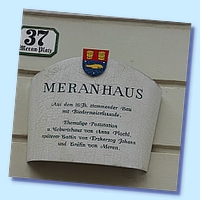 37
Meran Platz
MERANHAUS
Aus dem 16.Jh. stammender Bau
mit Biedermeierfassade.
Ehemalige Poststation
u. Geburtshaus von Anna Plochl,
späterer Gattin von Erzherzog Johann
und Gräfin von Meran.